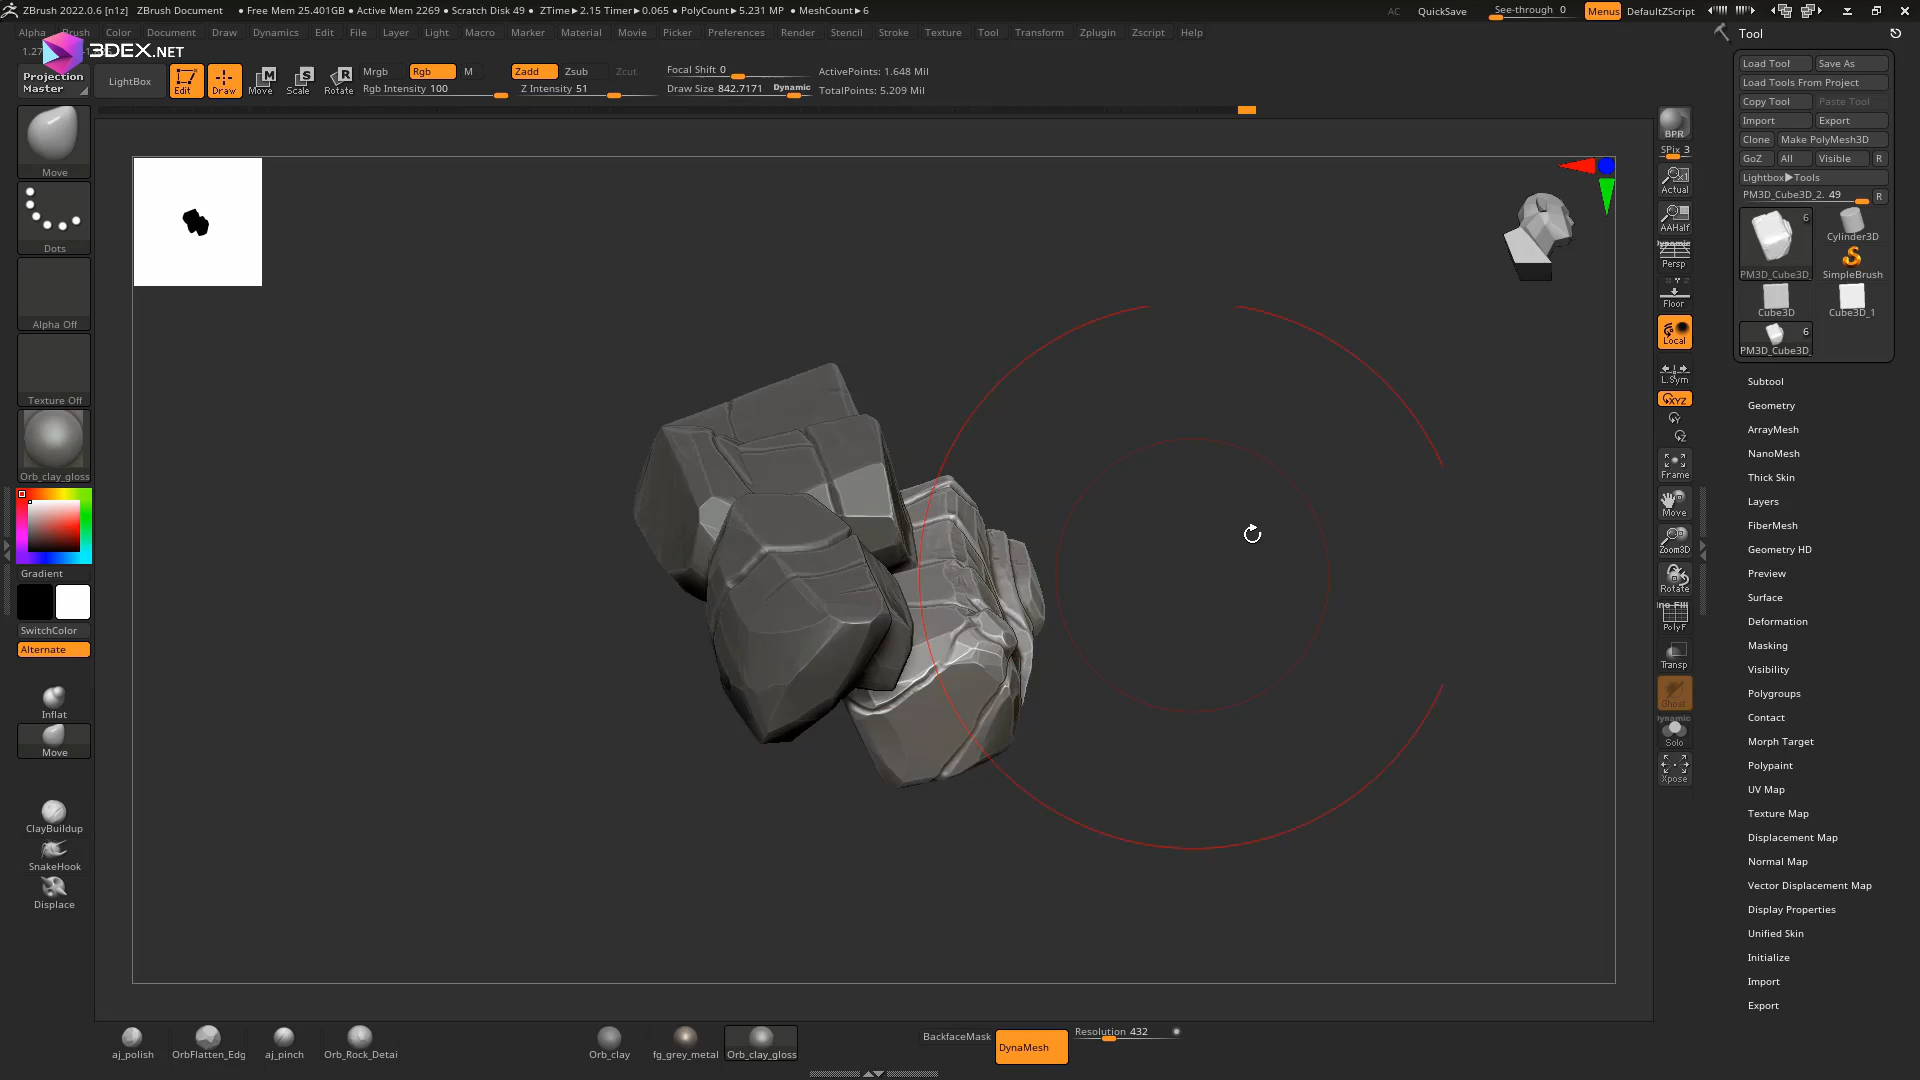 ZBrush 2022.0.6 [n1z] ZBrush Document • Free Mem 25.401GB • Active Mem 2269 • Scratch Disk 49 • ZTime▸2.15 Timer▸0.065 • PolyCount▸5.231 MP • MeshCount▸6 AC QuickSave See-through 0 Menus DefaultZScript
Alpha Brush Color Document Draw Dynamics Edit File Layer Light Macro Marker Material Movie Picker Preferences Render Stencil Stroke Texture Tool Transform Zplugin Zscript Help
3DEX.NET
Projection Master
LightBox
Edit Draw Move Scale Rotate
Mrgb Rgb M
Rgb Intensity 100
Zadd Zsub Zcut
Z Intensity 51
Focal Shift 0
Draw Size 842.7171 Dynamic
ActivePoints: 1.648 Mil
TotalPoints: 5.209 Mil
Move
Dots
Alpha Off
Texture Off
Orb_clay_gloss
Gradient
SwitchColor
Alternate
Inflat
Move
ClayBuildup
SnakeHook
Displace
BPR
SPix 3
Actual
AAHalf
Dynamic
Persp
Floor
Local
L.Sym
XYZ
Y
Z
Frame
Move
Zoom3D
Rotate
PolyF
Transp
Ghost
Dynamic
Solo
Xpose
Tool
Load Tool Save As
Load Tools From Project
Copy Tool Paste Tool
Import Export
Clone Make PolyMesh3D
GoZ All Visible R
Lightbox▸Tools
PM3D_Cube3D_2. 49 R
6
Cylinder3D
PM3D_Cube3D_ SimpleBrush
Cube3D Cube3D_1
6
PM3D_Cube3D_
Subtool
Geometry
ArrayMesh
NanoMesh
Thick Skin
Layers
FiberMesh
Geometry HD
Preview
Surface
Deformation
Masking
Visibility
Polygroups
Contact
Morph Target
Polypaint
UV Map
Texture Map
Displacement Map
Normal Map
Vector Displacement Map
Display Properties
Unified Skin
Initialize
Import
Export
aj_polish OrbFlatten_Edg aj_pinch Orb_Rock_Detai Orb_clay fg_grey_metal Orb_clay_gloss
BackfaceMask DynaMesh Resolution 432